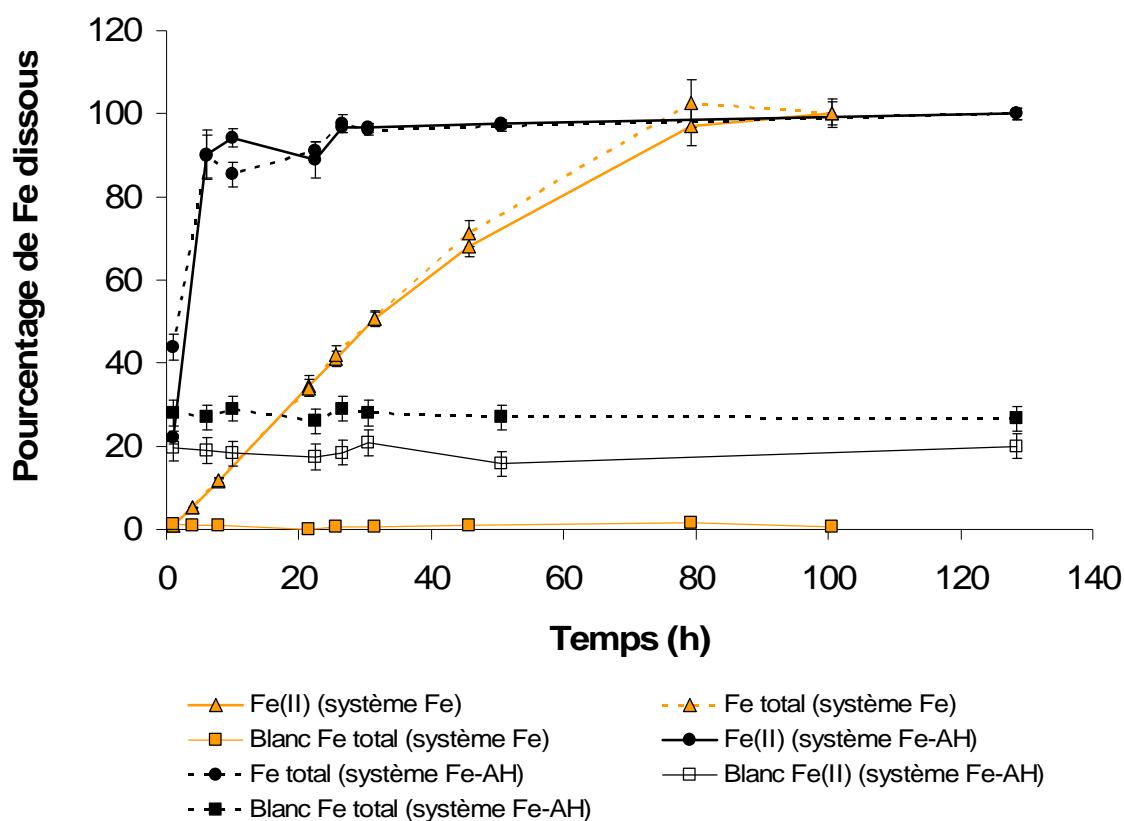 120
100
80
60
40
20
0
Pourcentage de Fe dissous
0 20 40 60 80 100 120 140
Temps (h)
Fe(II) (système Fe)
Fe total (système Fe)
Blanc Fe total (système Fe)
Fe(II) (système Fe-AH)
Fe total (système Fe-AH)
Blanc Fe(II) (système Fe-AH)
Blanc Fe total (système Fe-AH)